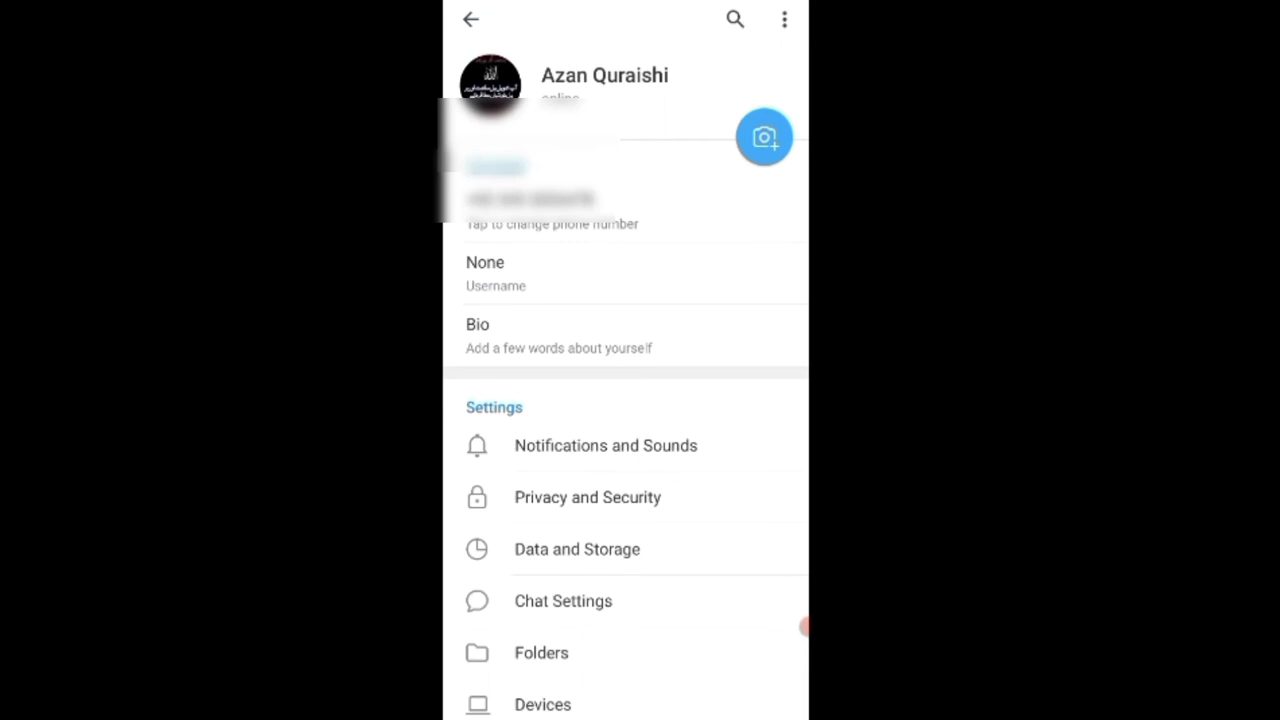 Azan Quraishi
online
Tap to change phone number
None
Username
Bio
Add a few words about yourself
Settings
Notifications and Sounds
Privacy and Security
Data and Storage
Chat Settings
Folders
Devices